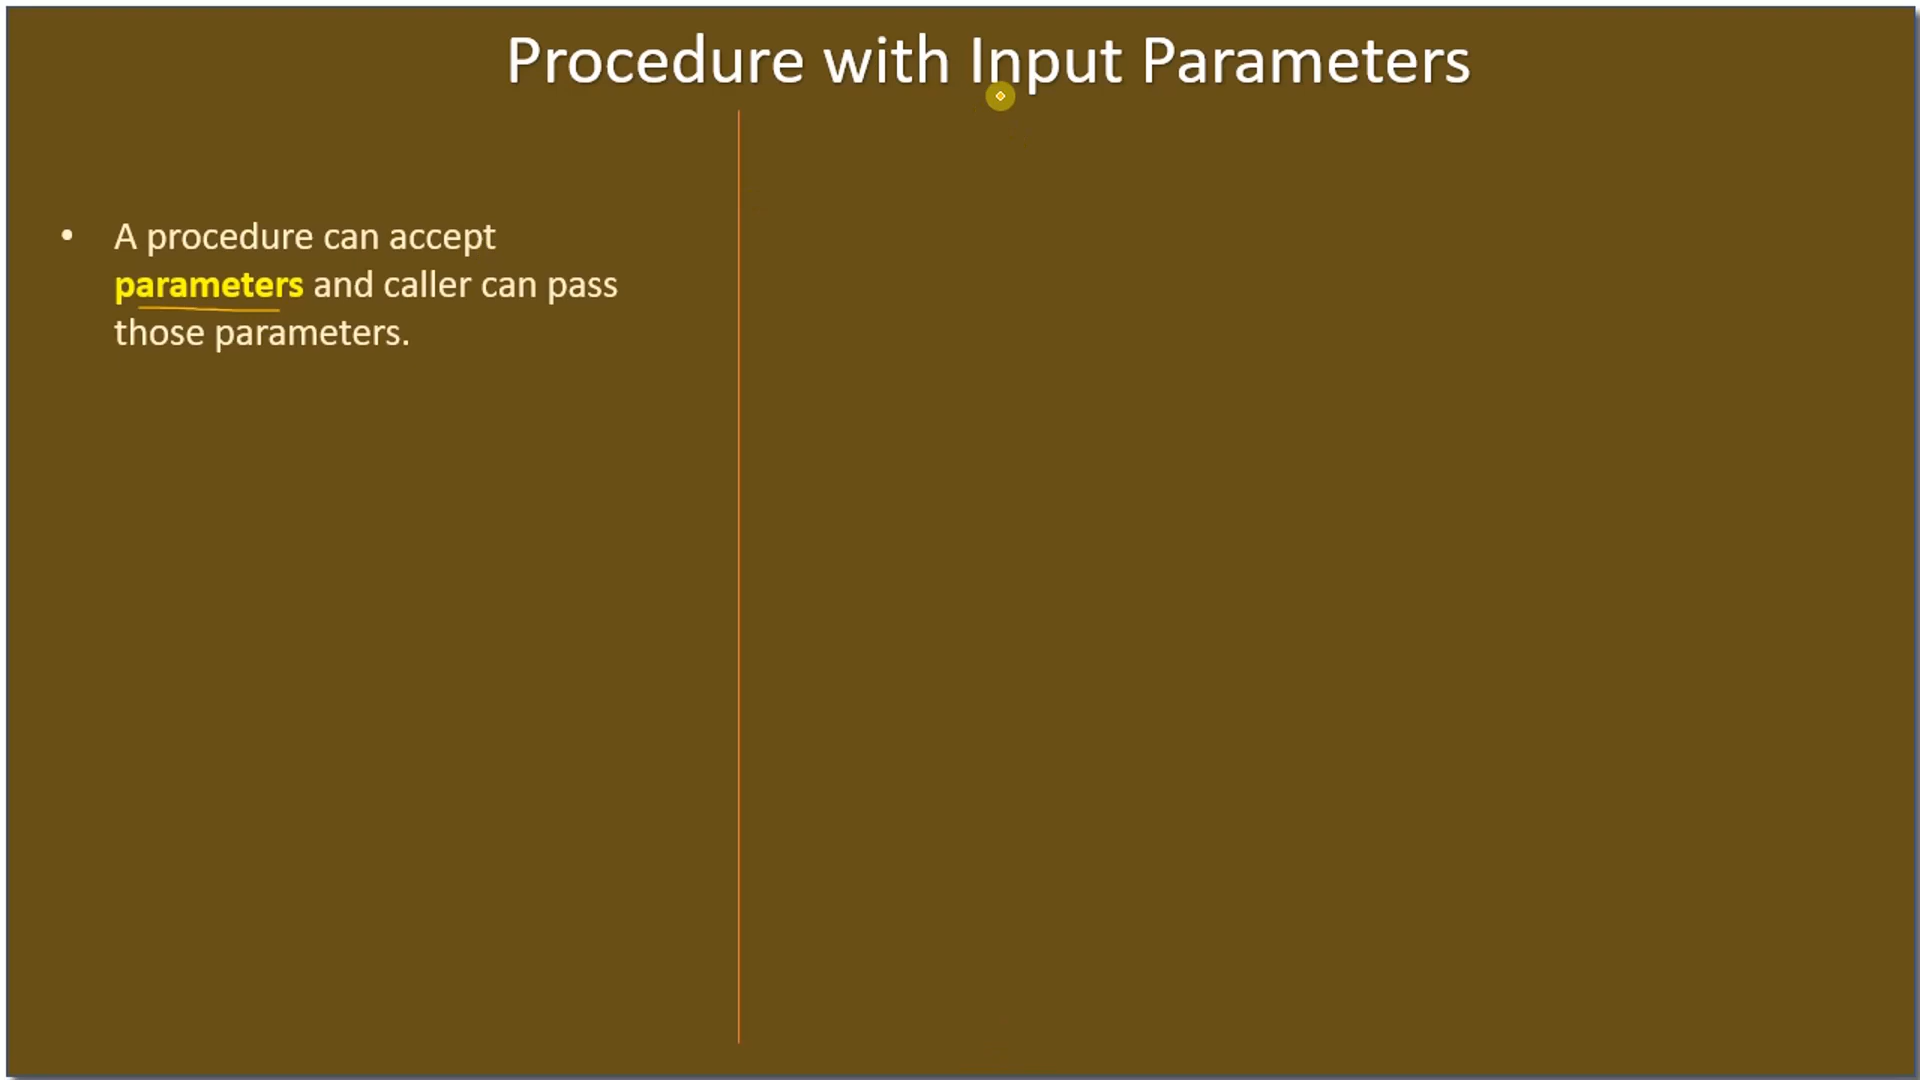 Procedure with Input Parameters
• A procedure can accept
parameters and caller can pass
those parameters.